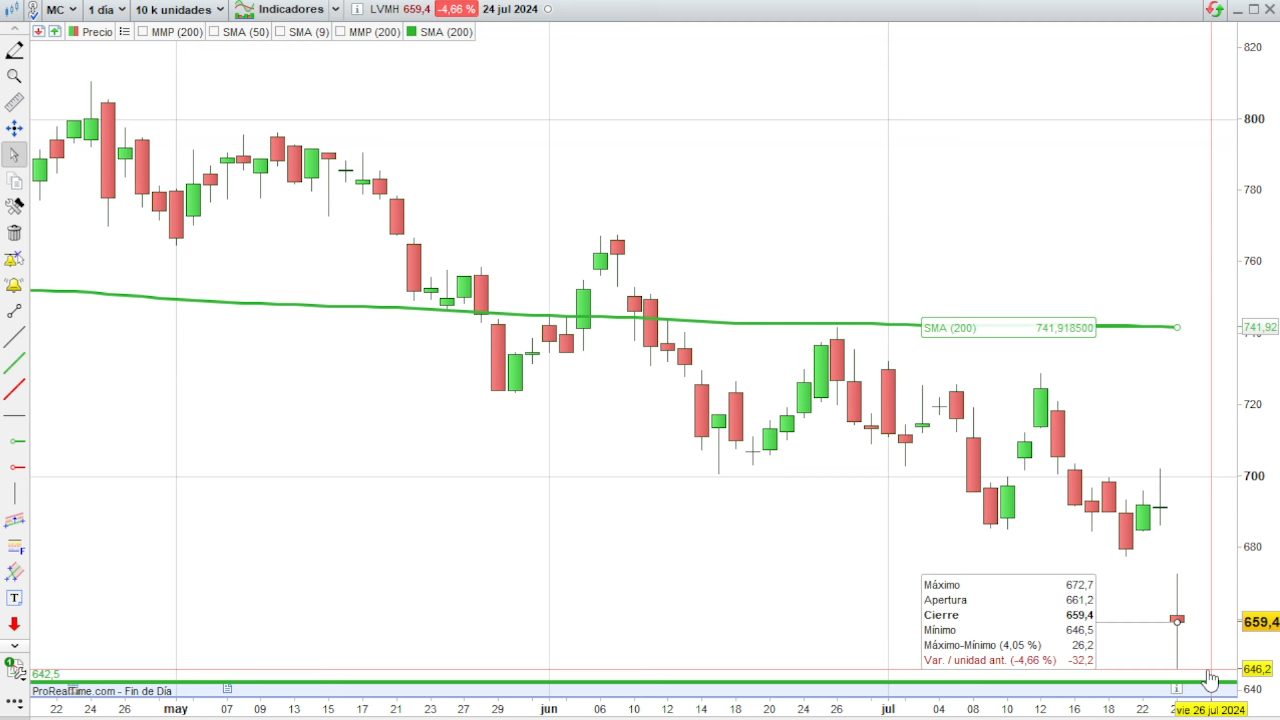 MC 1 día 10 k unidades Indicadores LVMH 659,4 -4,66 % 24 jul 2024
Precio MMP (200) SMA (50) SMA (9) MMP (200) SMA (200)
820
800
780
760
SMA (200) 741,918500
741,92
720
700
680
Máximo 672,7
Apertura 661,2
Cierre 659,4
Mínimo 646,5
Máximo-Mínimo (4,05 %) 26,2
Var. / unidad ant. (-4,66 %) -32,2
659,4
646,2
642,5
640
ProRealTime.com - Fin de Día
22 24 26 may 07 09 13 15 17 21 23 27 29 jun 06 10 12 14 18 20 24 26 28 jul 04 08 10 12 16 18 22 vie 26 jul 2024